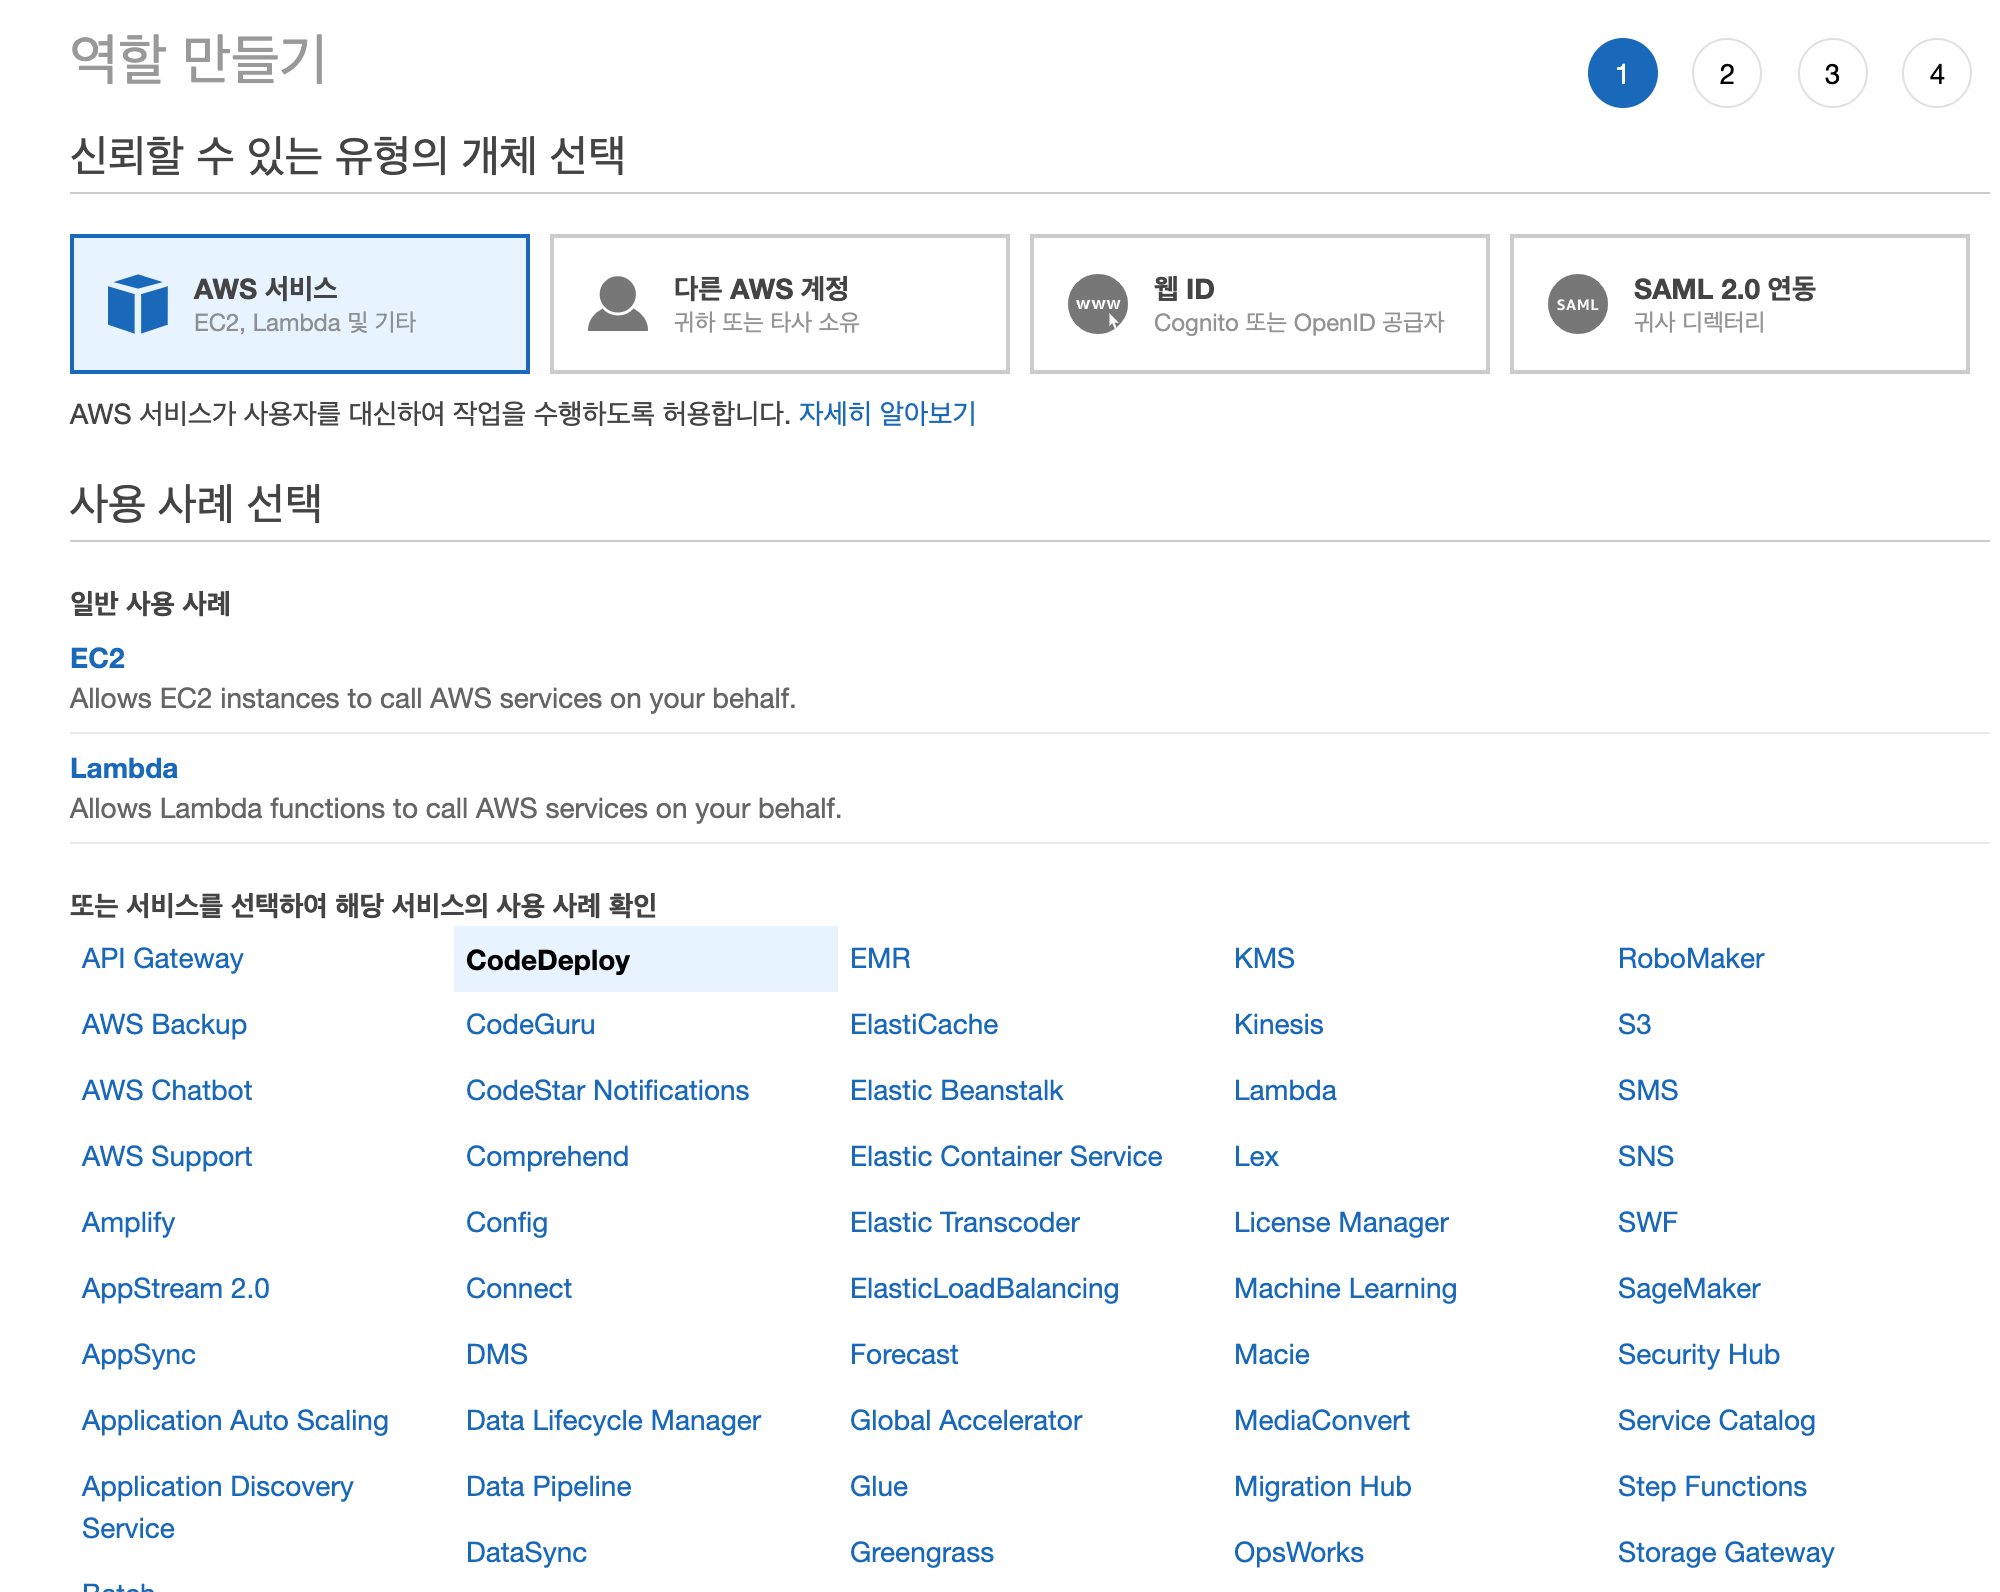 역할 만들기
1 2 3 4
신뢰할 수 있는 유형의 개체 선택
AWS 서비스
EC2, Lambda 및 기타
다른 AWS 계정
귀하 또는 타사 소유
www
웹 ID
Cognito 또는 OpenID 공급자
SAML
SAML 2.0 연동
귀사 디렉터리
AWS 서비스가 사용자를 대신하여 작업을 수행하도록 허용합니다. 자세히 알아보기
사용 사례 선택
일반 사용 사례
EC2
Allows EC2 instances to call AWS services on your behalf.
Lambda
Allows Lambda functions to call AWS services on your behalf.
또는 서비스를 선택하여 해당 서비스의 사용 사례 확인
API Gateway
AWS Backup
AWS Chatbot
AWS Support
Amplify
AppStream 2.0
AppSync
Application Auto Scaling
Application Discovery
Service
Batch
CodeDeploy
CodeGuru
CodeStar Notifications
Comprehend
Config
Connect
DMS
Data Lifecycle Manager
Data Pipeline
DataSync
EMR
ElastiCache
Elastic Beanstalk
Elastic Container Service
Elastic Transcoder
ElasticLoadBalancing
Forecast
Global Accelerator
Glue
Greengrass
KMS
Kinesis
Lambda
Lex
License Manager
Machine Learning
Macie
MediaConvert
Migration Hub
OpsWorks
RoboMaker
S3
SMS
SNS
SWF
SageMaker
Security Hub
Service Catalog
Step Functions
Storage Gateway